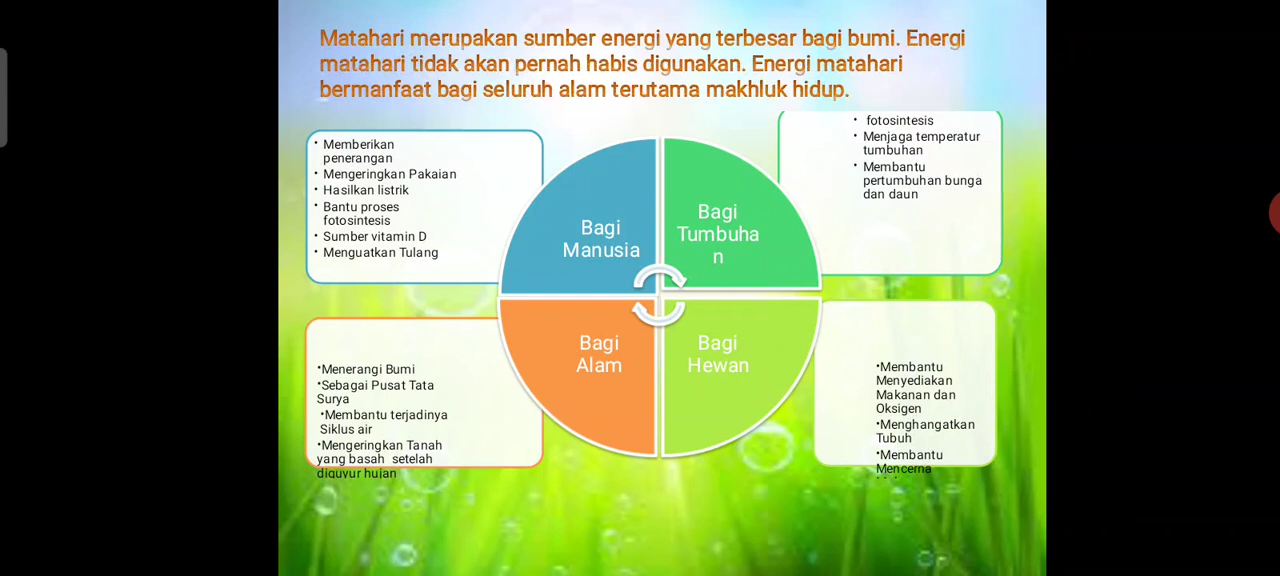 Matahari merupakan sumber energi yang terbesar bagi bumi. Energi
matahari tidak akan pernah habis digunakan. Energi matahari
bermanfaat bagi seluruh alam terutama makhluk hidup.
• Memberikan
penerangan
• Mengeringkan Pakaian
• Hasilkan listrik
• Bantu proses
fotosintesis
• Sumber vitamin D
• Menguatkan Tulang
Bagi
Manusia
Bagi
Tumbuha
n
• fotosintesis
• Menjaga temperatur
tumbuhan
• Membantu
pertumbuhan bunga
dan daun
•Menerangi Bumi
•Sebagai Pusat Tata
Surya
•Membantu terjadinya
Siklus air
•Mengeringkan Tanah
yang basah setelah
diguyur hujan
Bagi
Alam
Bagi
Hewan
•Membantu
Menyediakan
Makanan dan
Oksigen
•Menghangatkan
Tubuh
•Membantu
Mencerna